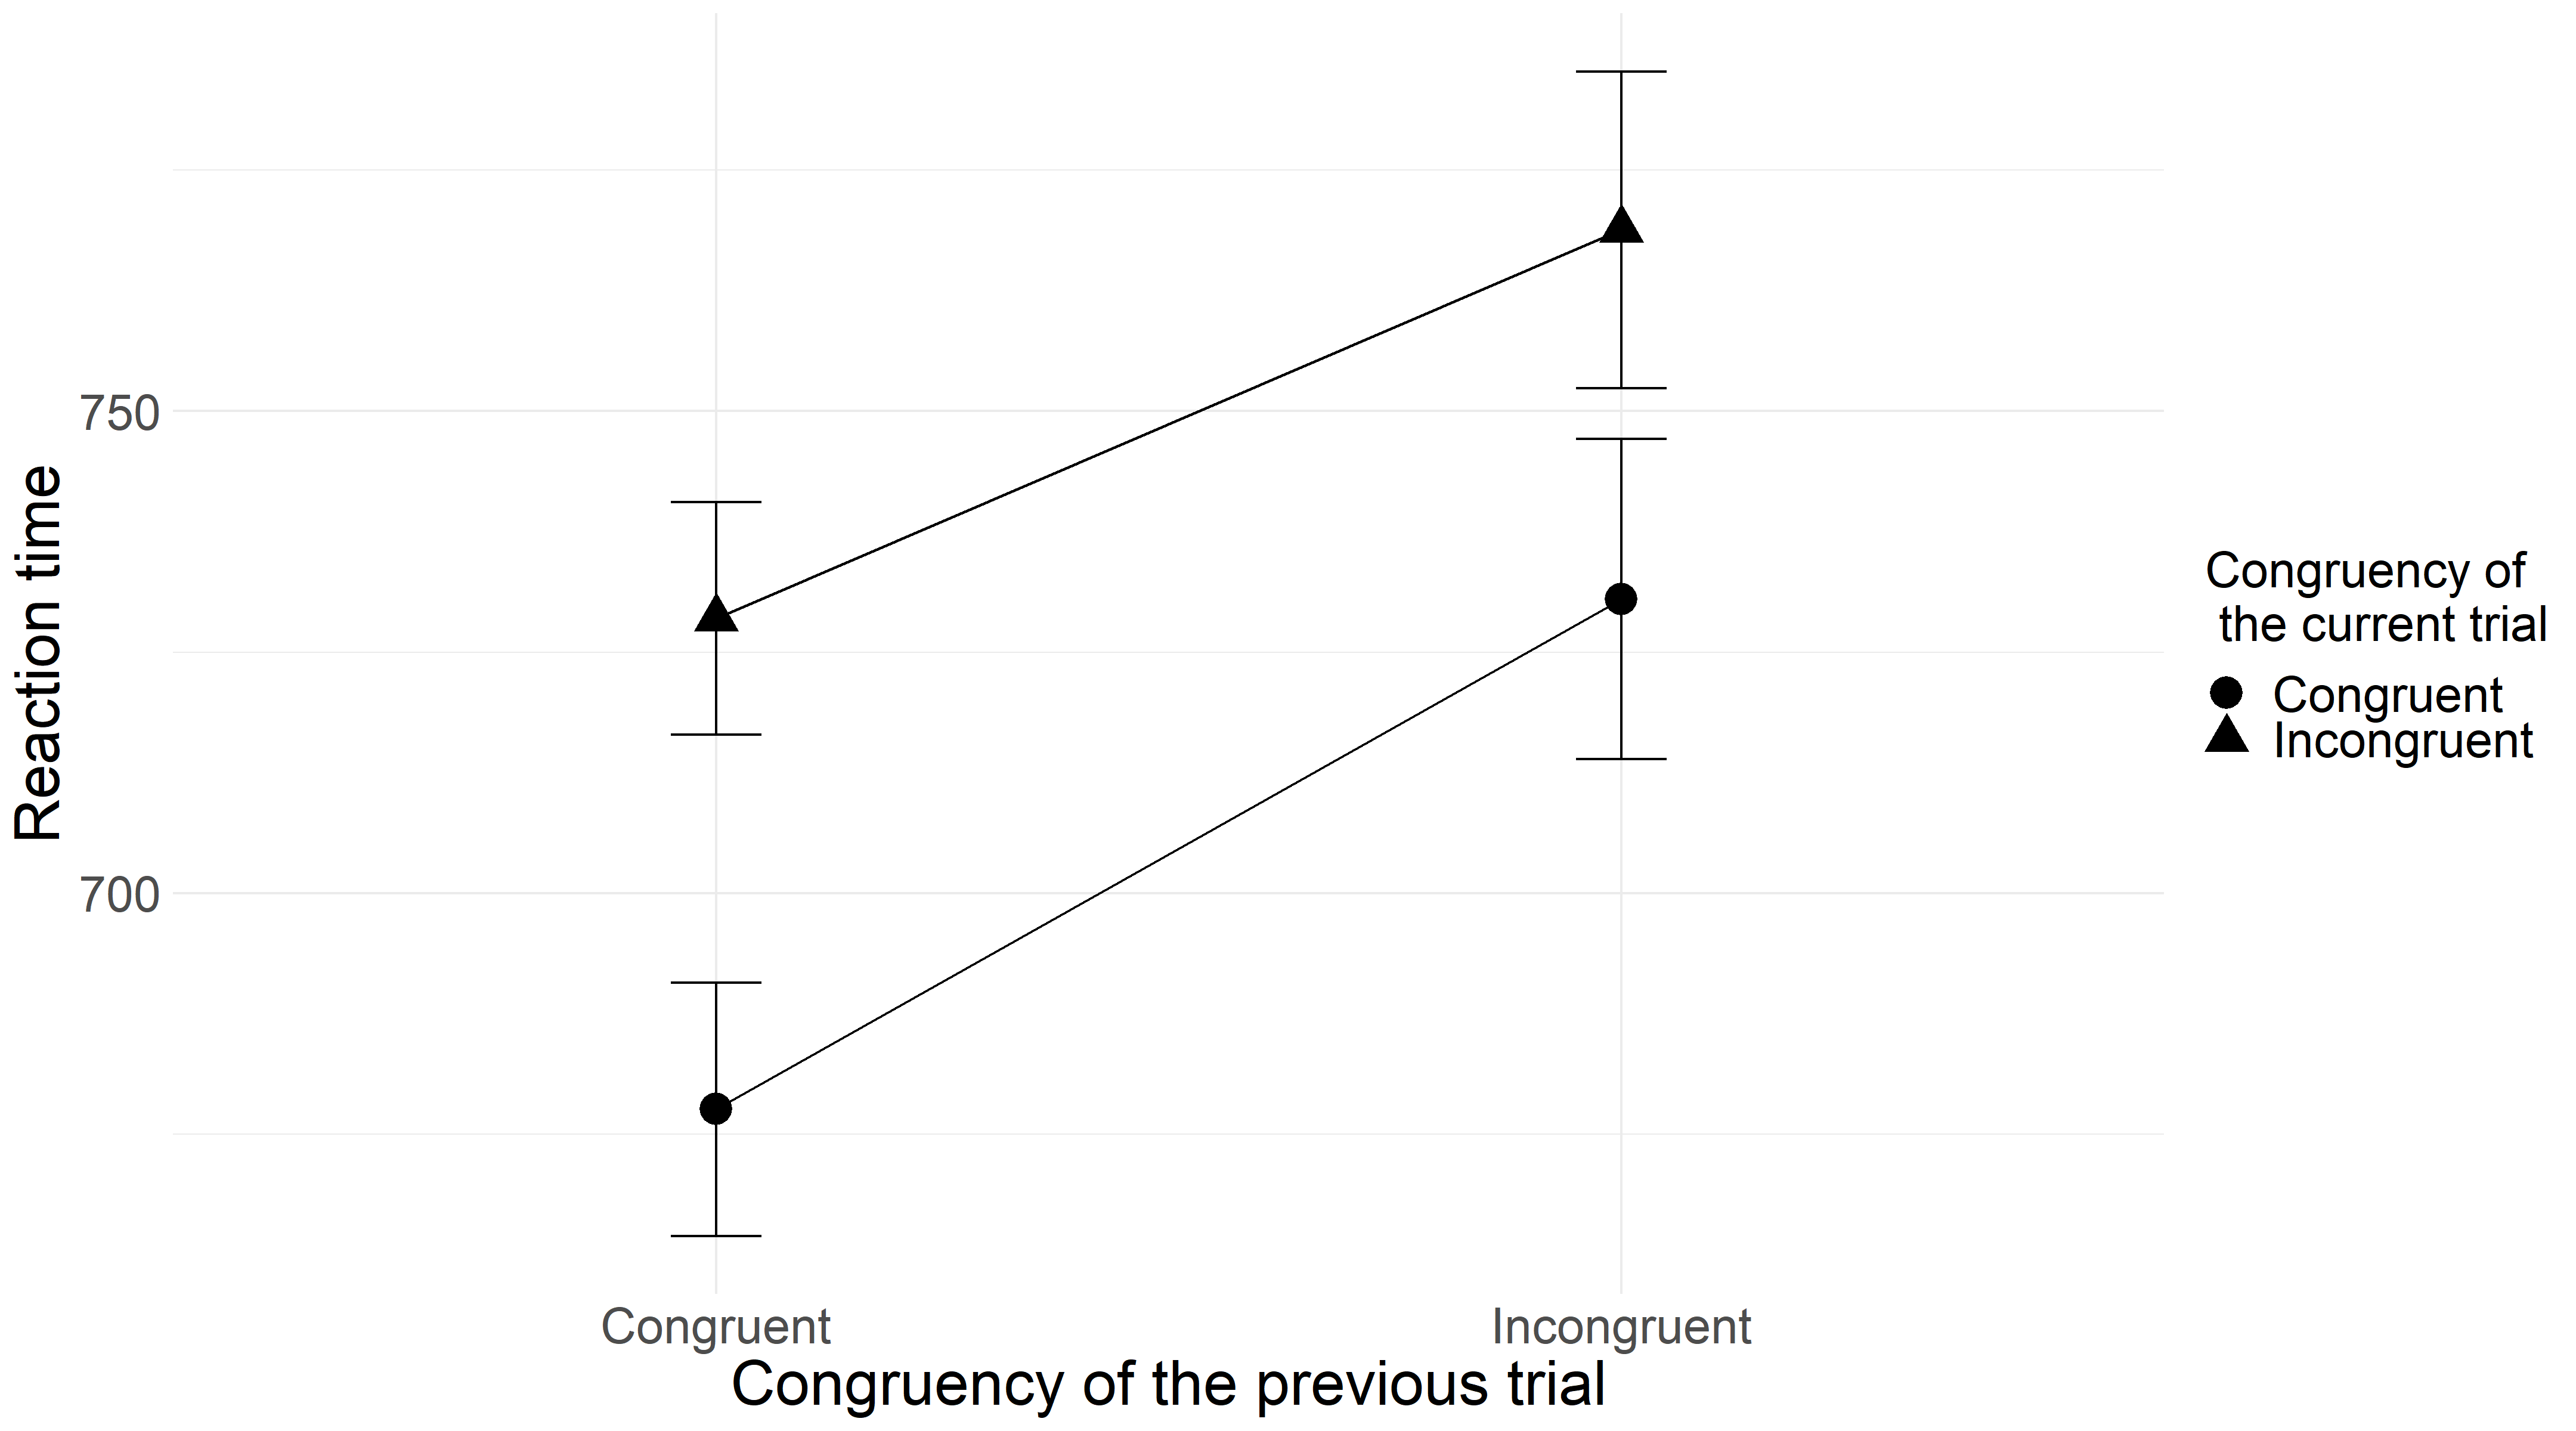 750
700
Reaction time
Congruent
Incongruent
Congruency of the previous trial
Congruency of
the current trial
Congruent
Incongruent